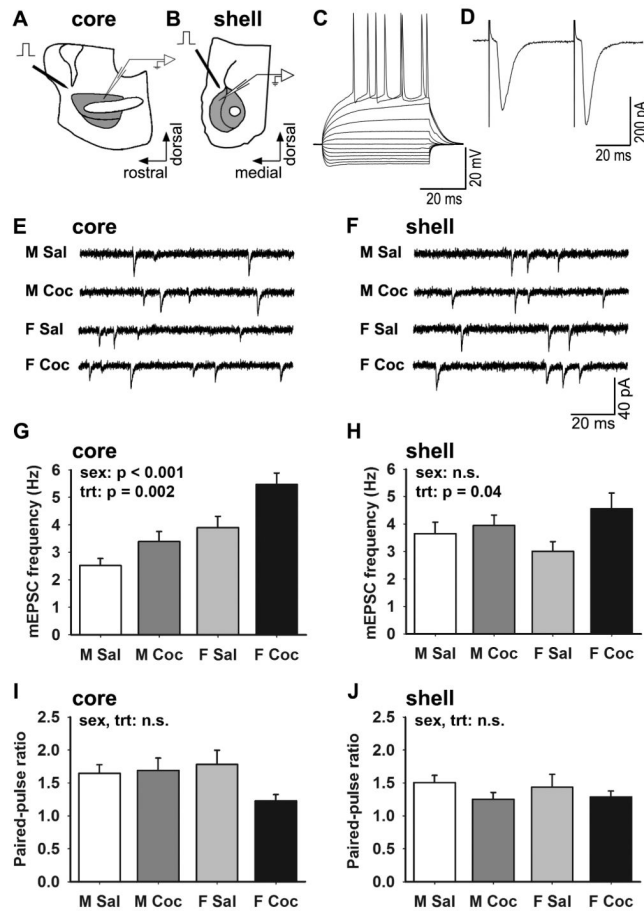 A core
B shell
C
D
rostral
dorsal
medial
dorsal
20 ms
20 mV
20 ms
200 pA
E core
M Sal
M Coc
F Sal
F Coc
F shell
M Sal
M Coc
F Sal
F Coc
20 ms
40 pA
G core
sex: p < 0.001
trt: p = 0.002
mEPSC frequency (Hz)
6
5
4
3
2
1
0
M Sal M Coc F Sal F Coc
H shell
sex: n.s.
trt: p = 0.04
mEPSC frequency (Hz)
6
5
4
3
2
1
0
M Sal M Coc F Sal F Coc
I core
sex, trt: n.s.
Paired-pulse ratio
2.5
2.0
1.5
1.0
0.5
0.0
M Sal M Coc F Sal F Coc
J shell
sex, trt: n.s.
Paired-pulse ratio
2.5
2.0
1.5
1.0
0.5
0.0
M Sal M Coc F Sal F Coc